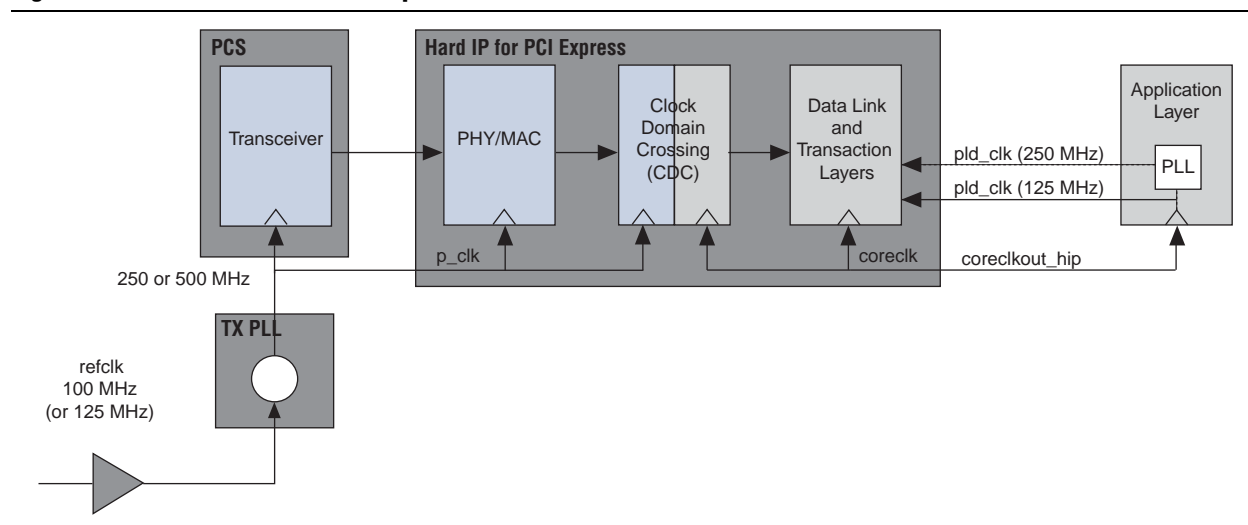 PCS
Hard IP for PCI Express
Transceiver
PHY/MAC
Clock
Domain
Crossing
(CDC)
Data Link
and
Transaction
Layers
Application
Layer
PLL
pld_clk (250 MHz)
pld_clk (125 MHz)
p_clk
coreclk
coreclkout_hip
250 or 500 MHz
TX PLL
refclk
100 MHz
(or 125 MHz)